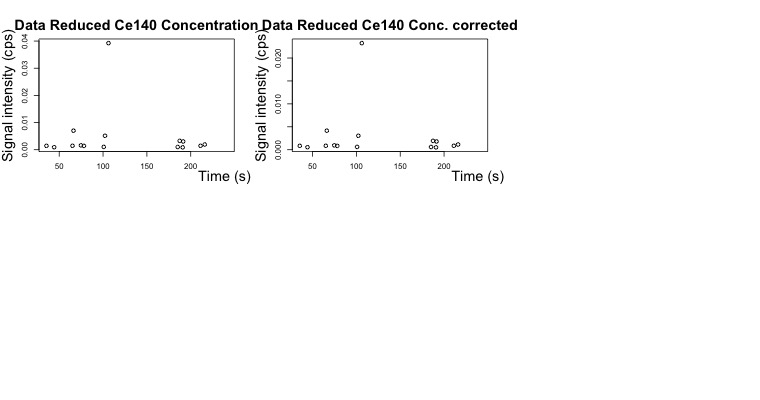 Data Reduced Ce140 Concentration
Signal intensity (cps)
0.00 0.01 0.02 0.03 0.04
50 100 150 200
Time (s)
Data Reduced Ce140 Conc. corrected
Signal intensity (cps)
0.000 0.010 0.020
50 100 150 200
Time (s)